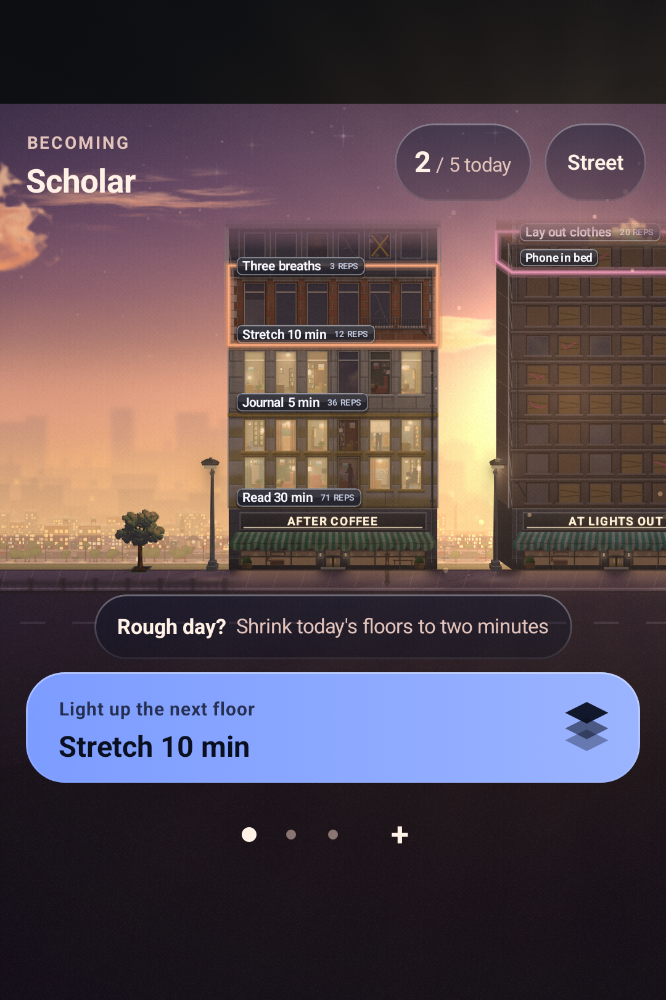 BECOMING
Scholar
2 / 5 today
Street
Three breaths 3 REPS
Stretch 10 min 12 REPS
Journal 5 min 36 REPS
Read 30 min 71 REPS
AFTER COFFEE
Lay out clothes 20 REPS
Phone in bed
AT LIGHTS OUT
Rough day? Shrink today's floors to two minutes
Light up the next floor
Stretch 10 min
+